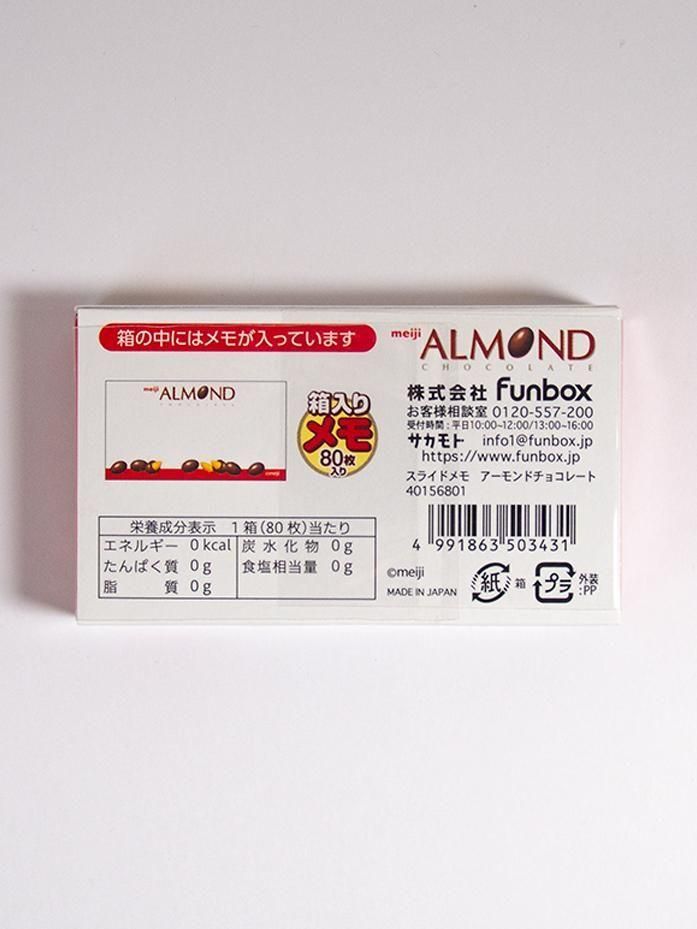 箱の中にはメモが入っています
meiji ALMOND
CHOCOLATE
meiji ALMOND
CHOCOLATE
meiji
箱入り
メモ
80枚
入り
株式会社 funbox
お客様相談室 0120-557-200
受付時間:平日10:00~12:00/13:00~16:00
サカモト info1@funbox.jp
https://www.funbox.jp
スライドメモ アーモンドチョコレート
40156801
4 991863 503431
栄養成分表示 1箱(80枚)当たり
エネルギー 0kcal 炭水化物 0g
たんぱく質 0g 食塩相当量 0g
脂質 0g
©meiji
MADE IN JAPAN
紙 箱 プラ 外装
:PP